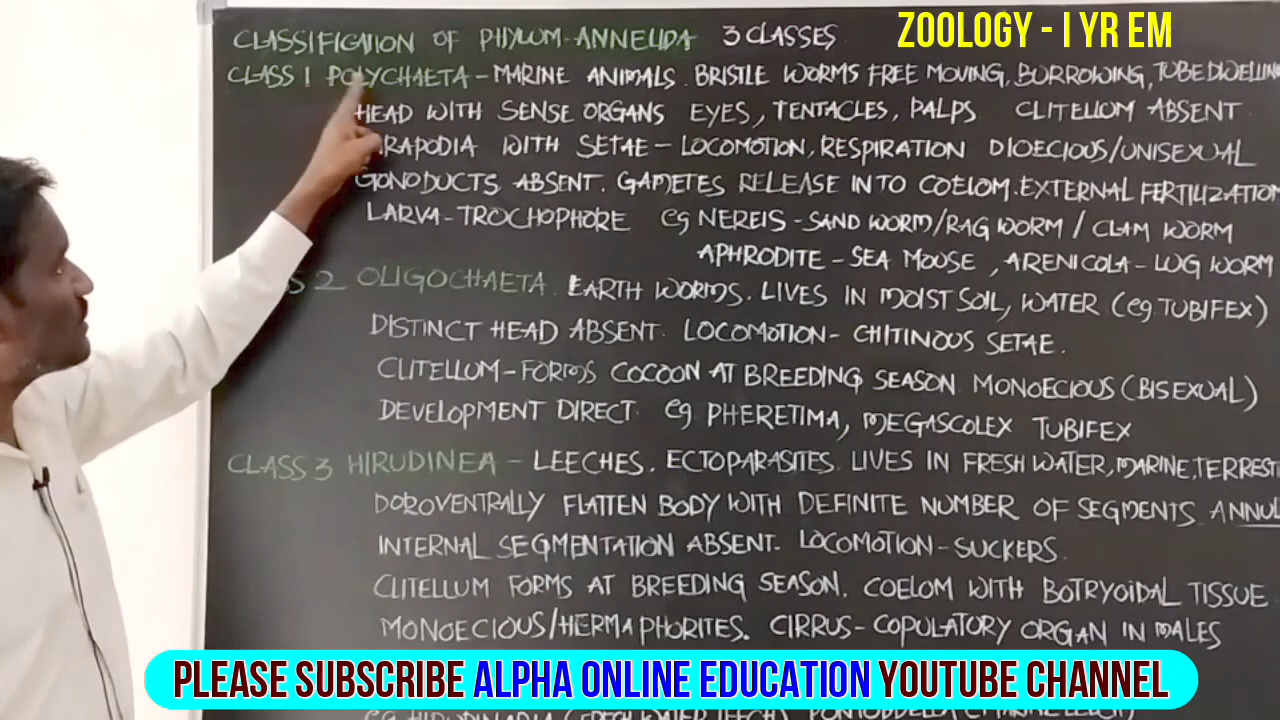 ZOOLOGY - I YR EM
CLASSIFICATION OF PHYLUM-ANNELIDA 3 CLASSES
CLASS 1 POLYCHAETA - MARINE ANIMALS. BRISTLE WORMS FREE MOVING, BURROWING, TUBEDWELLIN
HEAD WITH SENSE ORGANS EYES, TENTACLES, PALPS CLITELLUM ABSENT
RAPODIA WITH SETAE - LOCOMOTION, RESPIRATION DIOECIOUS/UNISEXUAL
GONODUCTS ABSENT. GAMETES RELEASE INTO COELOM. EXTERNAL FERTILIZATION
LARVA - TROCHOPHORE eg NEREIS - SAND WORM/RAG WORM / CLAM WORM
APHRODITE - SEA MOUSE, ARENICOLA - LUG WORM
S 2 OLIGOCHAETA. EARTH WORMS. LIVES IN MOIST SOIL, WATER (eg. TUBIFEX)
DISTINCT HEAD ABSENT. LOCOMOTION - CHITINOUS SETAE.
CLITELLUM - FORMS COCOON AT BREEDING SEASON MONOECIOUS (BISEXUAL)
DEVELOPMENT DIRECT. eg PHERETIMA, MEGASCOLEX TUBIFEX
CLASS 3 HIRUDINEA - LEECHES. ECTOPARASITES. LIVES IN FRESH WATER, MARINE, TERREST
DOROVENTRALLY FLATTEN BODY WITH DEFINITE NUMBER OF SEGMENTS. ANNUL
INTERNAL SEGMENTATION ABSENT. LOCOMOTION - SUCKERS.
CLITELLUM FORMS AT BREEDING SEASON. COELOM WITH BOTRYOIDAL TISSUE
MONOECIOUS/HERMAPHORITES. CIRRUS - COPULATORY ORGAN IN MALES
PLEASE SUBSCRIBE ALPHA ONLINE EDUCATION YOUTUBE CHANNEL